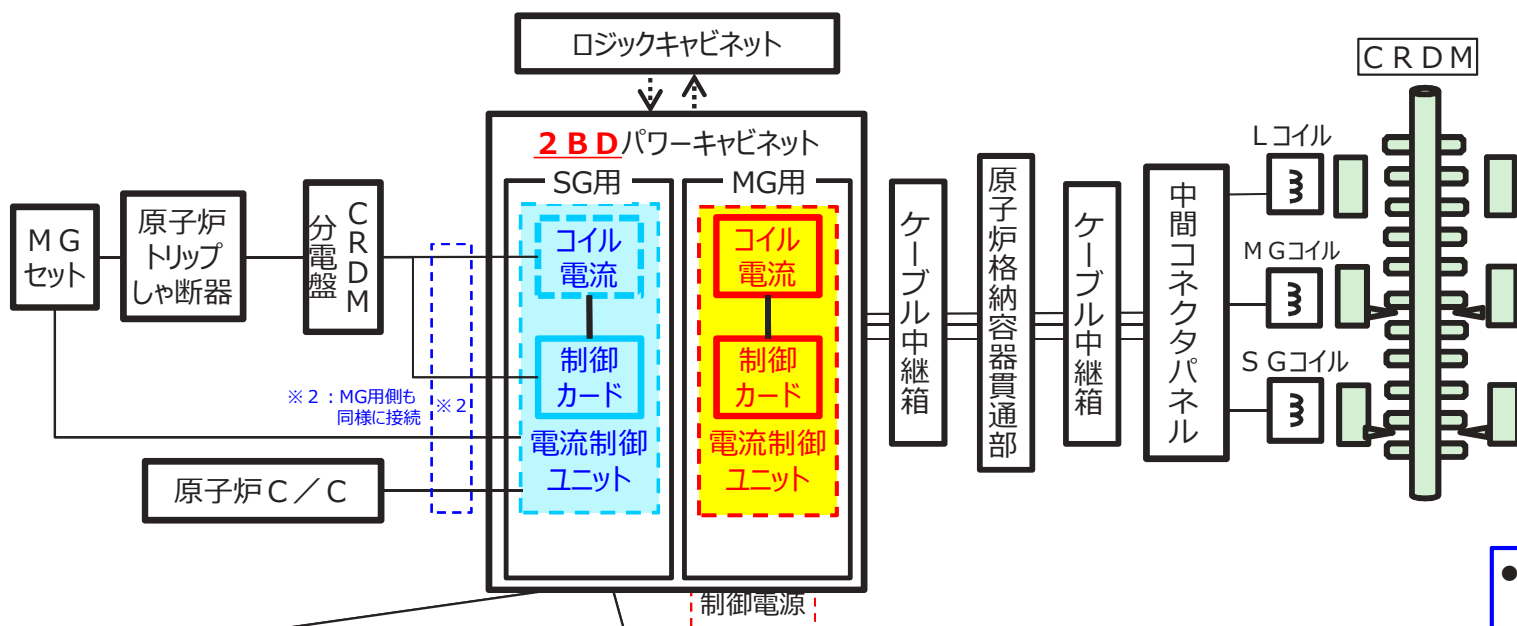 ロジックキャビネット
CRDM
2BDパワーキャビネット
SG用
MG用
MG
セット
原子炉
トリップ
しゃ断器
CRDM
分電盤
コイル
電流
制御
カード
電流制御
ユニット
コイル
電流
制御
カード
電流制御
ユニット
※2：MG用側も
同様に接続
※2
原子炉C／C
制御電源
ケーブル中継箱
原子炉格納容器貫通部
ケーブル中継箱
中間コネクタパネル
Lコイル
MGコイル
SGコイル
●